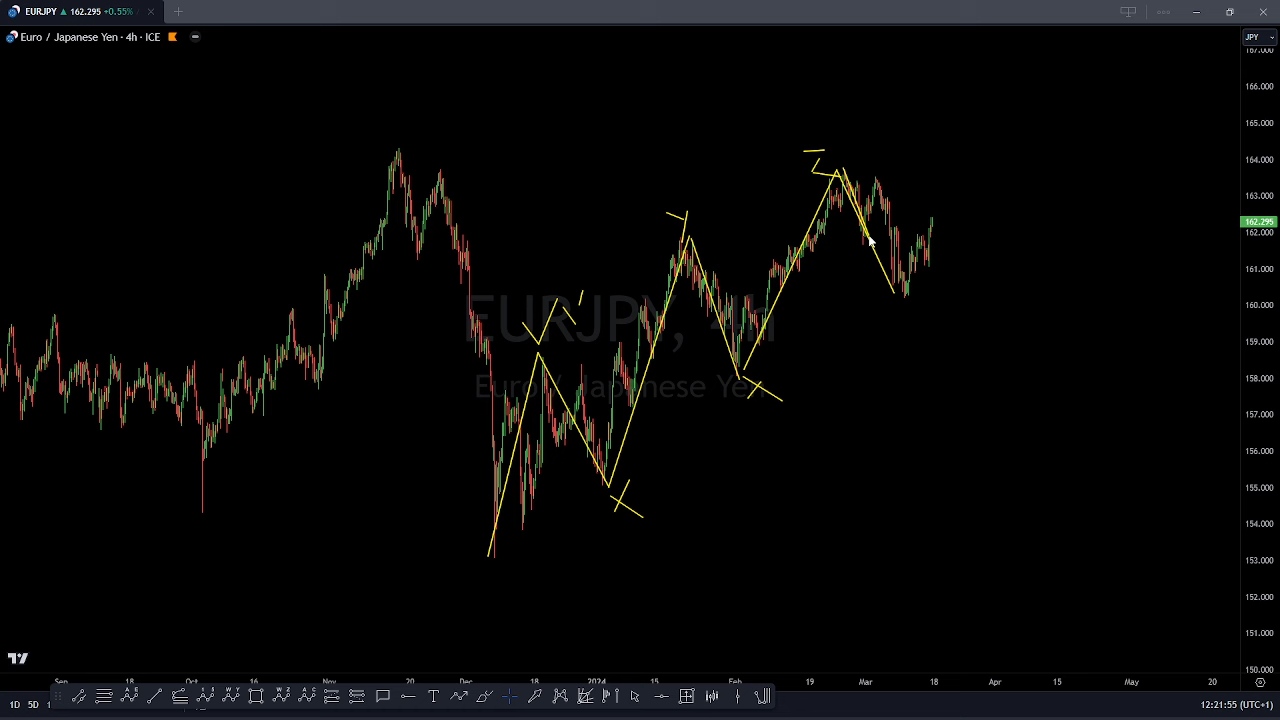 EURJPY 162.295 +0.55%
Euro / Japanese Yen · 4h · ICE
JPY
167.000
166.000
165.000
164.000
163.000
162.295
162.000
161.000
160.000
159.000
158.000
157.000
156.000
155.000
154.000
153.000
152.000
151.000
150.000
EURJPY, 4h
Euro / Japanese Yen
Sep 18 Oct 16 Nov 20 Dec 18 2024 15 Feb 19 Mar 18 Apr 15 May 20
1D 5D
12:21:55 (UTC+1)